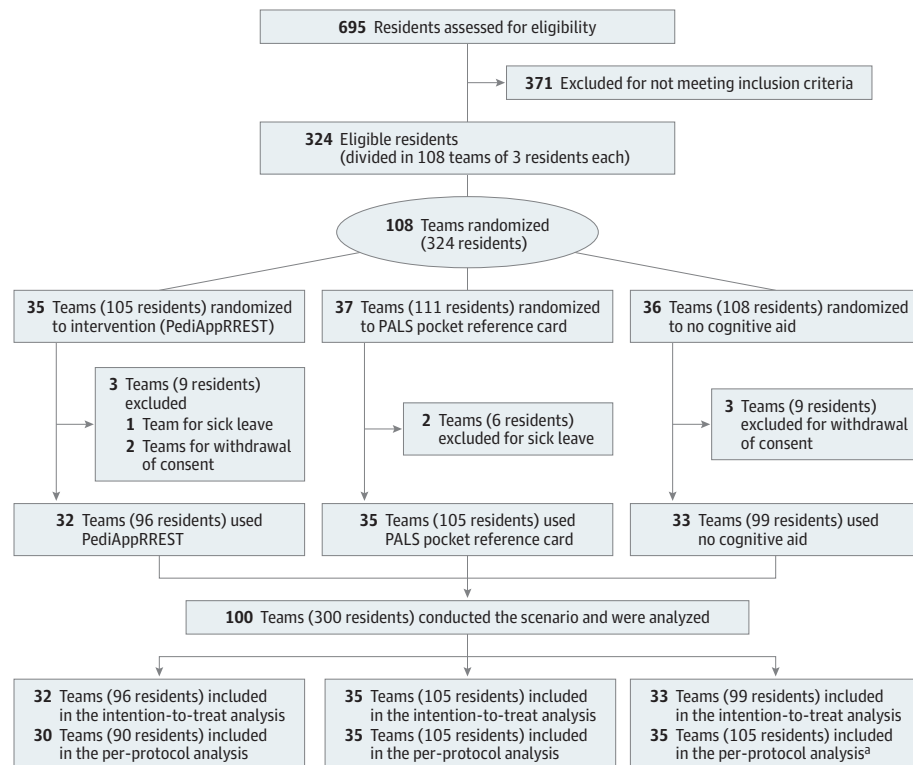 695 Residents assessed for eligibility
371 Excluded for not meeting inclusion criteria
324 Eligible residents
(divided in 108 teams of 3 residents each)
108 Teams randomized
(324 residents)
35 Teams (105 residents) randomized
to intervention (PediAppRREST)
37 Teams (111 residents) randomized
to PALS pocket reference card
36 Teams (108 residents) randomized
to no cognitive aid
3 Teams (9 residents)
excluded
1 Team for sick leave
2 Teams for withdrawal
of consent
2 Teams (6 residents)
excluded for sick leave
3 Teams (9 residents)
excluded for withdrawal
of consent
32 Teams (96 residents) used
PediAppRREST
35 Teams (105 residents) used
PALS pocket reference card
33 Teams (99 residents) used
no cognitive aid
100 Teams (300 residents) conducted the scenario and were analyzed
32 Teams (96 residents) included
in the intention-to-treat analysis
30 Teams (90 residents) included
in the per-protocol analysis
35 Teams (105 residents) included
in the intention-to-treat analysis
35 Teams (105 residents) included
in the per-protocol analysis
33 Teams (99 residents) included
in the intention-to-treat analysis
35 Teams (105 residents) included
in the per-protocol analysisᵃ